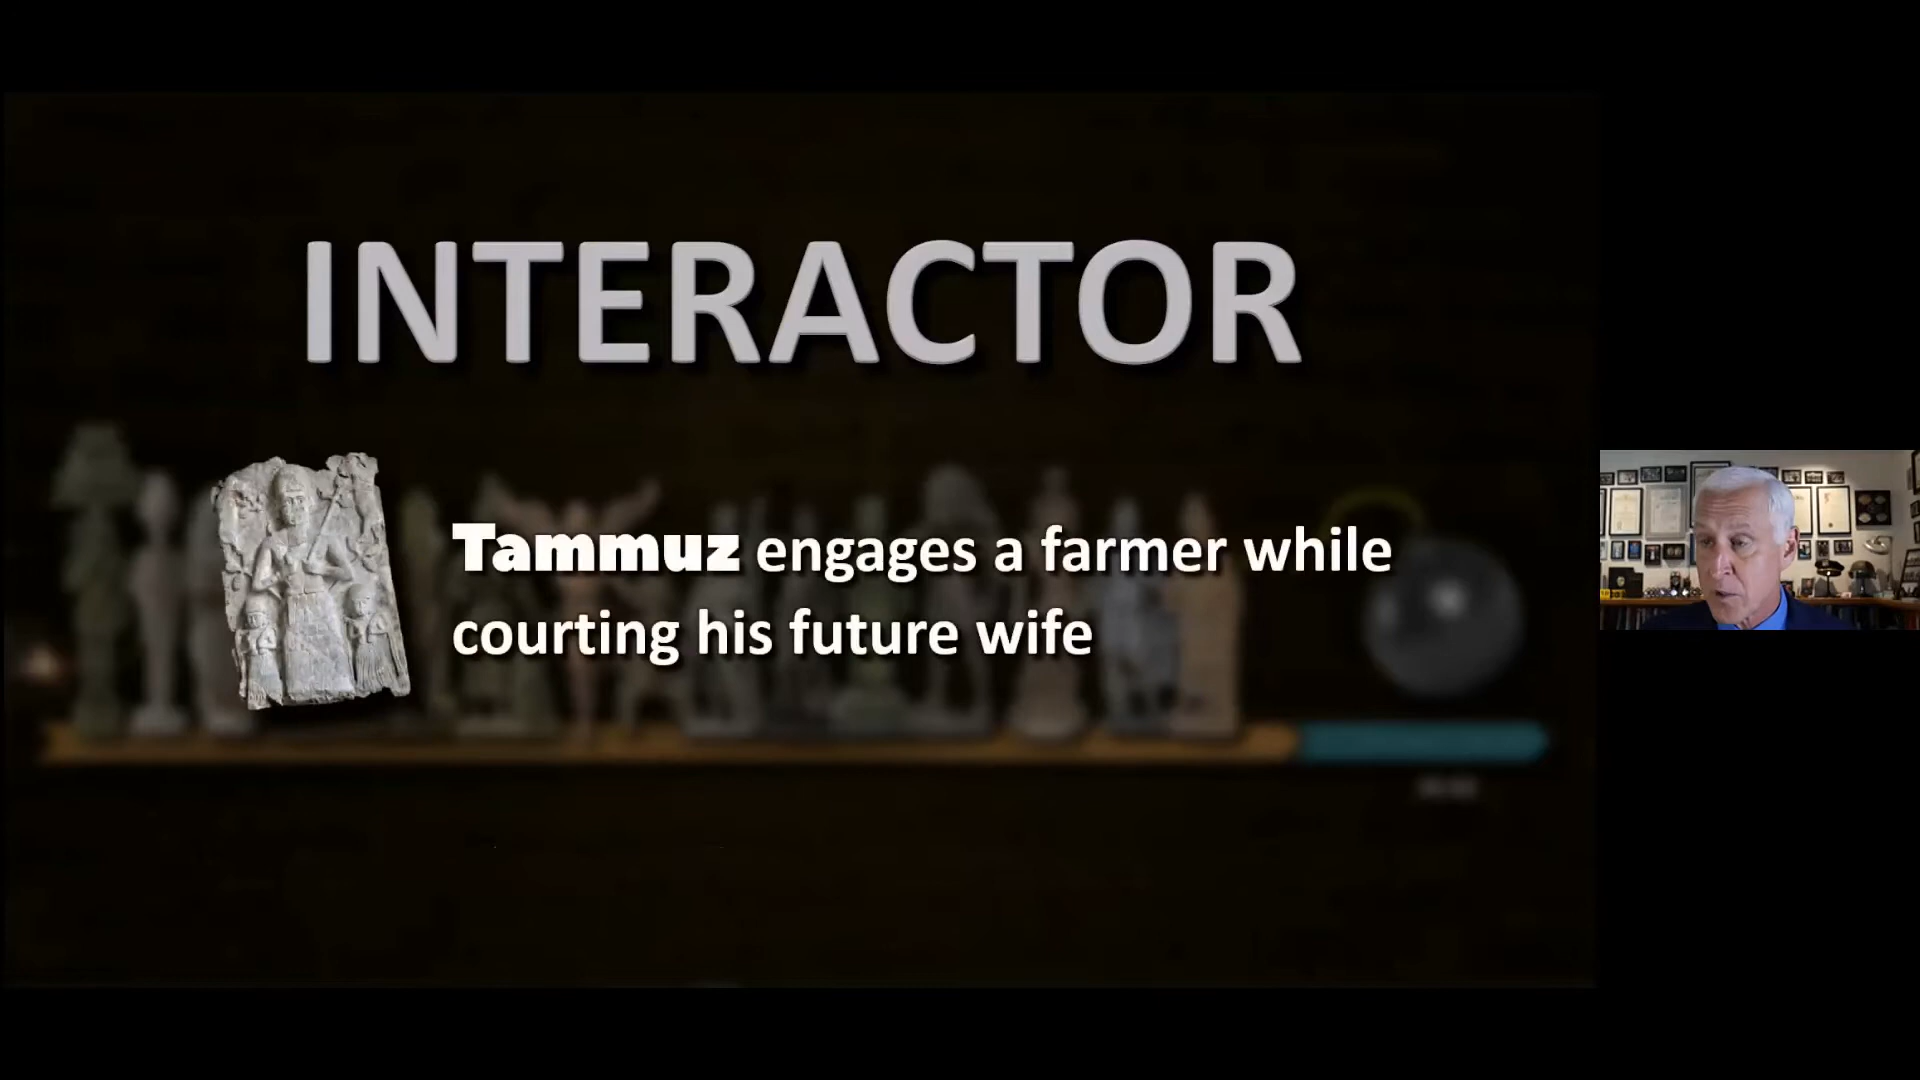 INTERACTOR
Tammuz engages a farmer while
courting his future wife